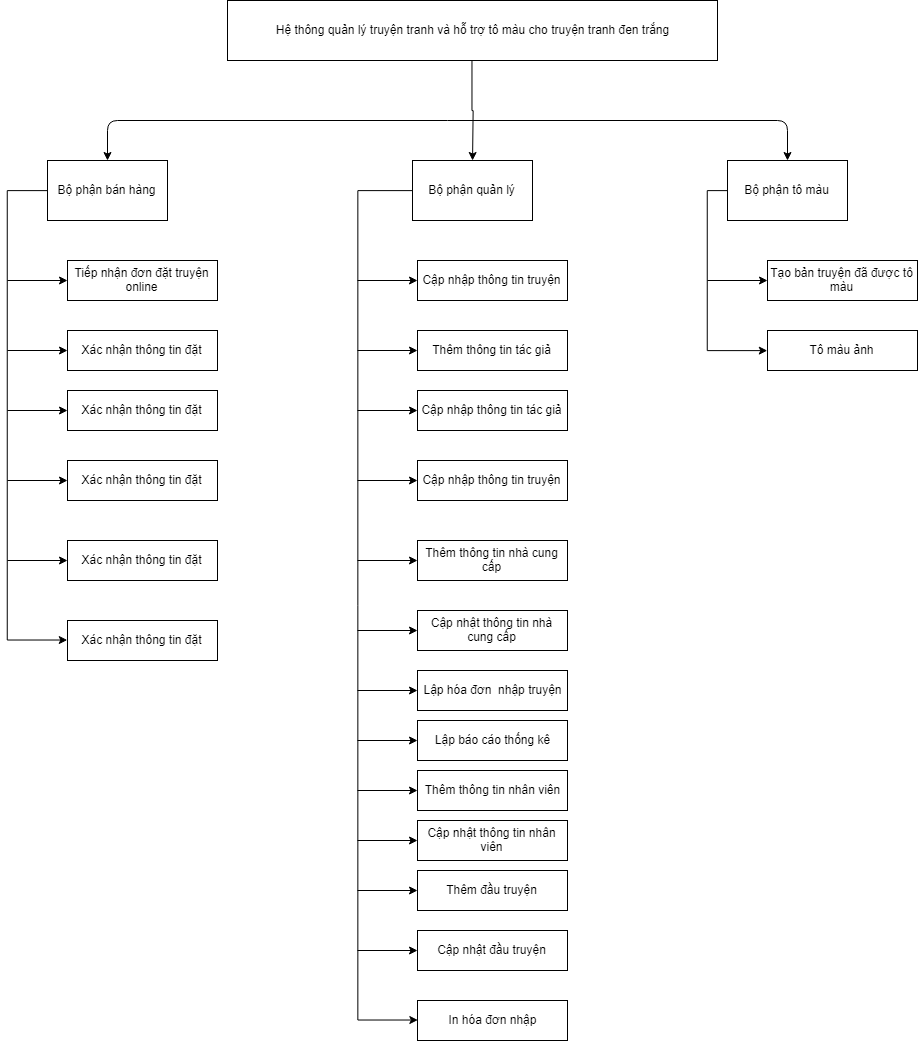 Hệ thông quản lý truyện tranh và hỗ trợ tô màu cho truyện tranh đen trắng
Bộ phận bán hàng
Bộ phận quản lý
Bộ phận tô màu
Tiếp nhận đơn đặt truyện
online
Xác nhận thông tin đặt
Xác nhận thông tin đặt
Xác nhận thông tin đặt
Xác nhận thông tin đặt
Xác nhận thông tin đặt
Cập nhập thông tin truyện
Thêm thông tin tác giả
Cập nhập thông tin tác giả
Cập nhập thông tin truyện
Thêm thông tin nhà cung
cấp
Cập nhật thông tin nhà
cung cấp
Lập hóa đơn  nhập truyện
Lập báo cáo thống kê
Thêm thông tin nhân viên
Cập nhật thông tin nhân
viên
Thêm đầu truyện
Cập nhật đầu truyện
In hóa đơn nhập
Tạo bản truyện đã được tô
màu
Tô màu ảnh